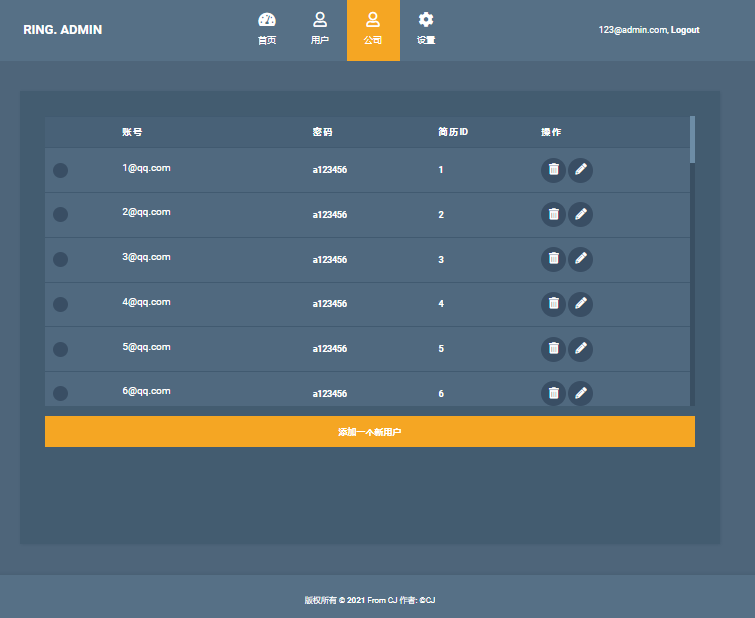 RING. ADMIN
首页 用户 公司 设置
123@admin.com, Logout
账号 密码 简历ID 操作
1@qq.com a123456 1
2@qq.com a123456 2
3@qq.com a123456 3
4@qq.com a123456 4
5@qq.com a123456 5
6@qq.com a123456 6
添加一个新用户
版权所有 © 2021 From CJ 作者: ©CJ